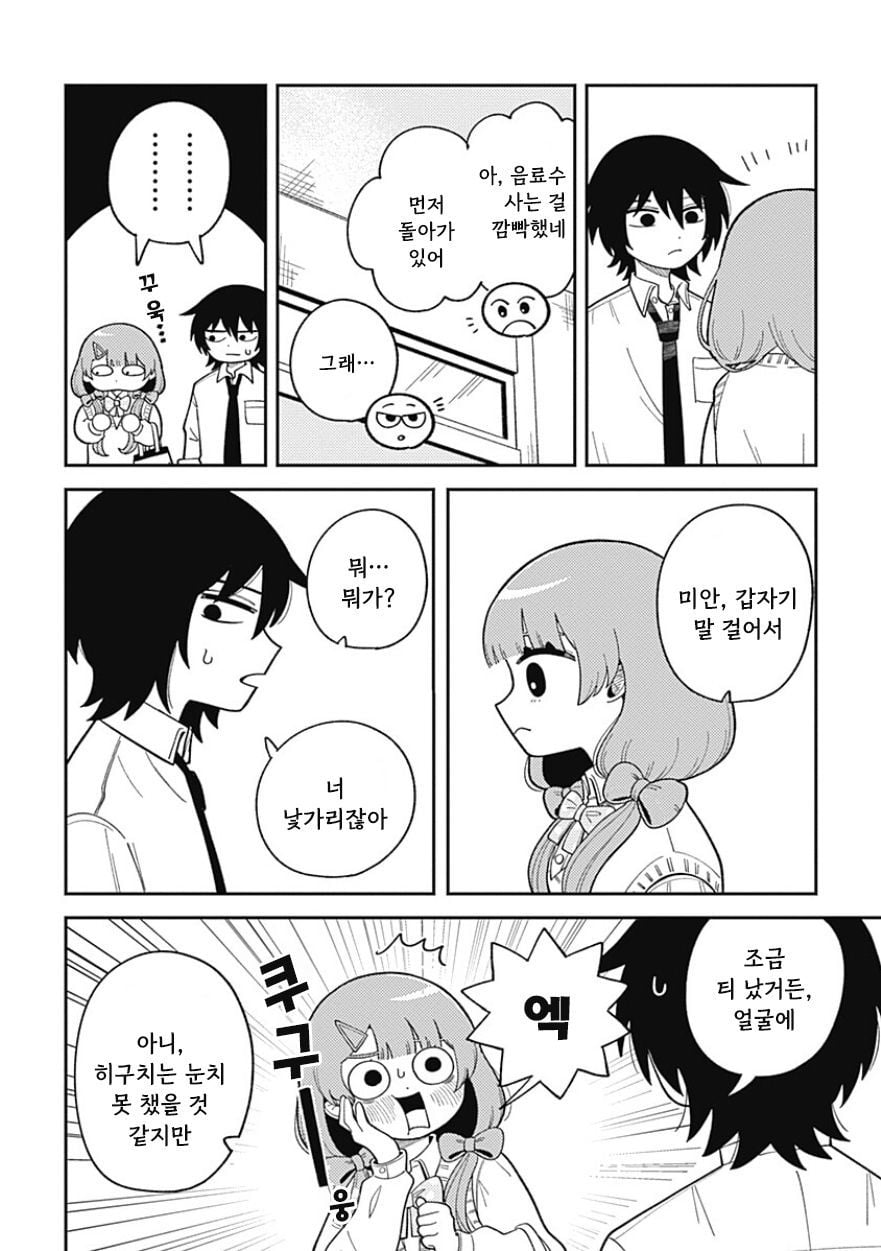 아, 음료수
사는 걸
깜빡했네
먼저
돌아가
있어
그래…
………
………
꾸욱…
미안, 갑자기
말 걸어서
뭐…
뭐가?
너
낯가리잖아
조금
티 났거든,
얼굴에
엑
쿠구ー웅
아니,
히구치는 눈치
못 챘을 것
같지만